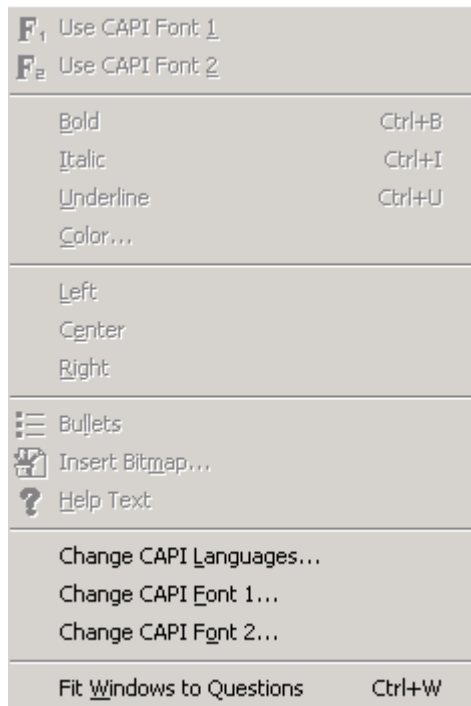 F1 Use CAPI Font 1
F2 Use CAPI Font 2
Bold Ctrl+B
Italic Ctrl+I
Underline Ctrl+U
Color...
Left
Center
Right
Bullets
Insert Bitmap...
? Help Text
Change CAPI Languages...
Change CAPI Font 1...
Change CAPI Font 2...
Fit Windows to Questions Ctrl+W